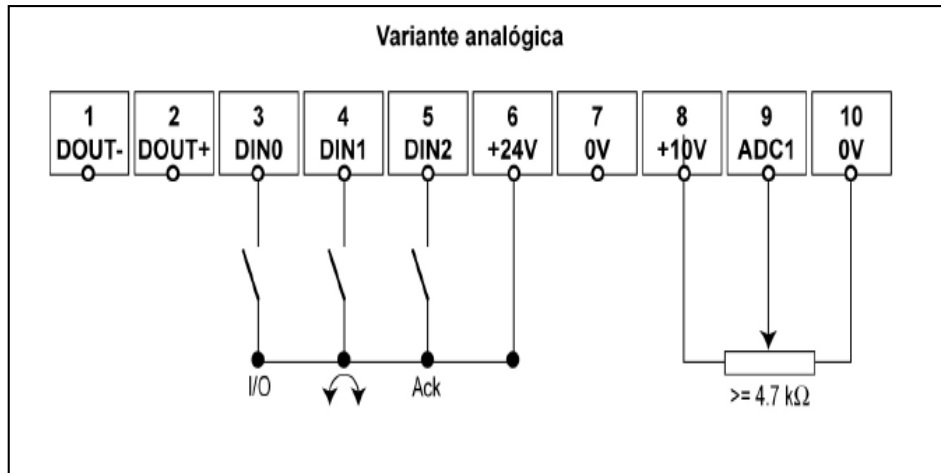 Variante analógica
1 2 3 4 5 6 7 8 9 10
DOUT- DOUT+ DIN0 DIN1 DIN2 +24V 0V +10V ADC1 0V
I/O Ack
>= 4.7 kΩ